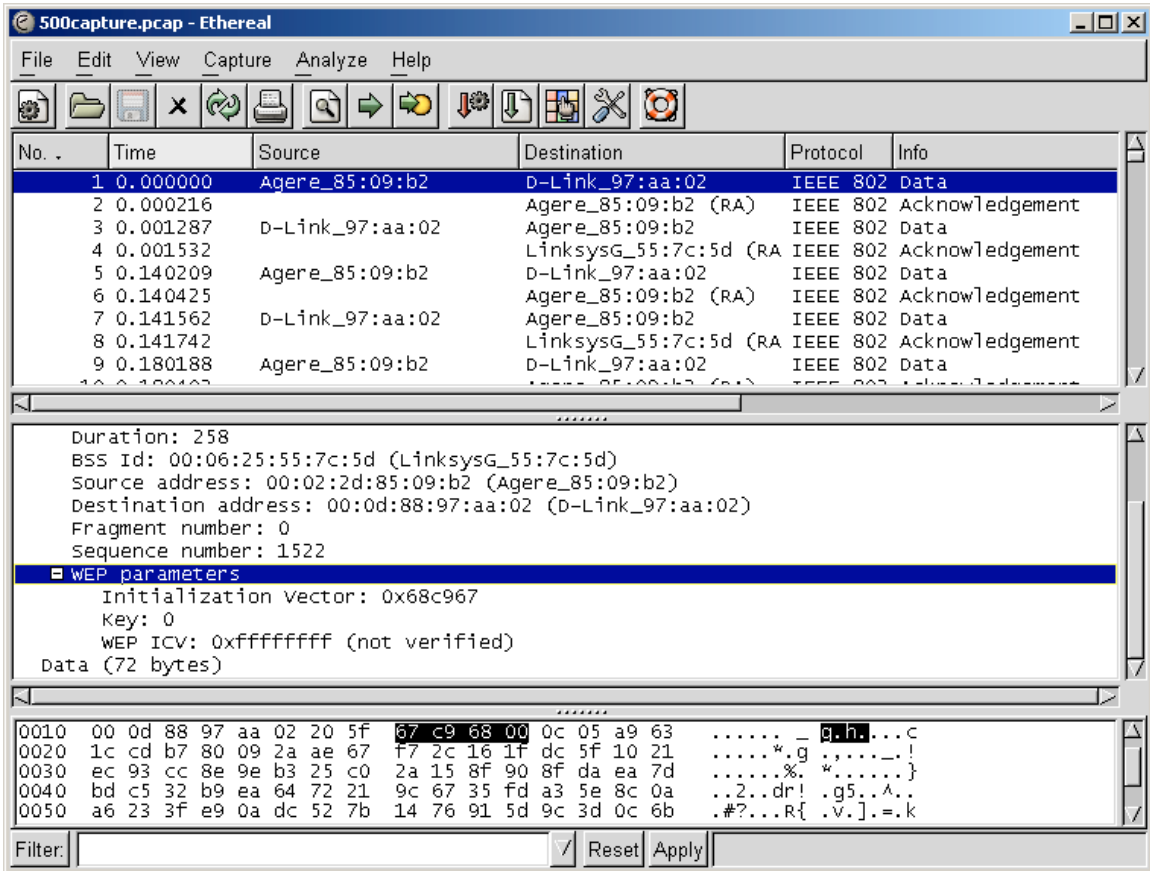 500capture.pcap - Ethereal
File Edit View Capture Analyze Help
No. . Time Source Destination Protocol Info
1 0.000000 Agere_85:09:b2 D-Link_97:aa:02 IEEE 802 Data
2 0.000216 Agere_85:09:b2 (RA) IEEE 802 Acknowledgement
3 0.001287 D-Link_97:aa:02 Agere_85:09:b2 IEEE 802 Data
4 0.001532 LinksysG_55:7c:5d (RA IEEE 802 Acknowledgement
5 0.140209 Agere_85:09:b2 D-Link_97:aa:02 IEEE 802 Data
6 0.140425 Agere_85:09:b2 (RA) IEEE 802 Acknowledgement
7 0.141562 D-Link_97:aa:02 Agere_85:09:b2 IEEE 802 Data
8 0.141742 LinksysG_55:7c:5d (RA IEEE 802 Acknowledgement
9 0.180188 Agere_85:09:b2 D-Link_97:aa:02 IEEE 802 Data
Duration: 258
BSS Id: 00:06:25:55:7c:5d (LinksysG_55:7c:5d)
Source address: 00:02:2d:85:09:b2 (Agere_85:09:b2)
Destination address: 00:0d:88:97:aa:02 (D-Link_97:aa:02)
Fragment number: 0
Sequence number: 1522
WEP parameters
Initialization Vector: 0x68c967
Key: 0
WEP ICV: 0xffffffff (not verified)
Data (72 bytes)
0010 00 0d 88 97 aa 02 20 5f 67 c9 68 00 0c 05 a9 63 ...... _ g.h....c
0020 1c cd b7 80 09 2a ae 67 f7 2c 16 1f dc 5f 10 21 .....*.g .,..._.!
0030 ec 93 cc 8e 9e b3 25 c0 2a 15 8f 90 8f da ea 7d ......%. *......}
0040 bd c5 32 b9 ea 64 72 21 9c 67 35 fd a3 5e 8c 0a ..2..dr! .g5..^..
0050 a6 23 3f e9 0a dc 52 7b 14 76 91 5d 9c 3d 0c 6b .#?...R{ .v.].=.k
Filter: Reset Apply